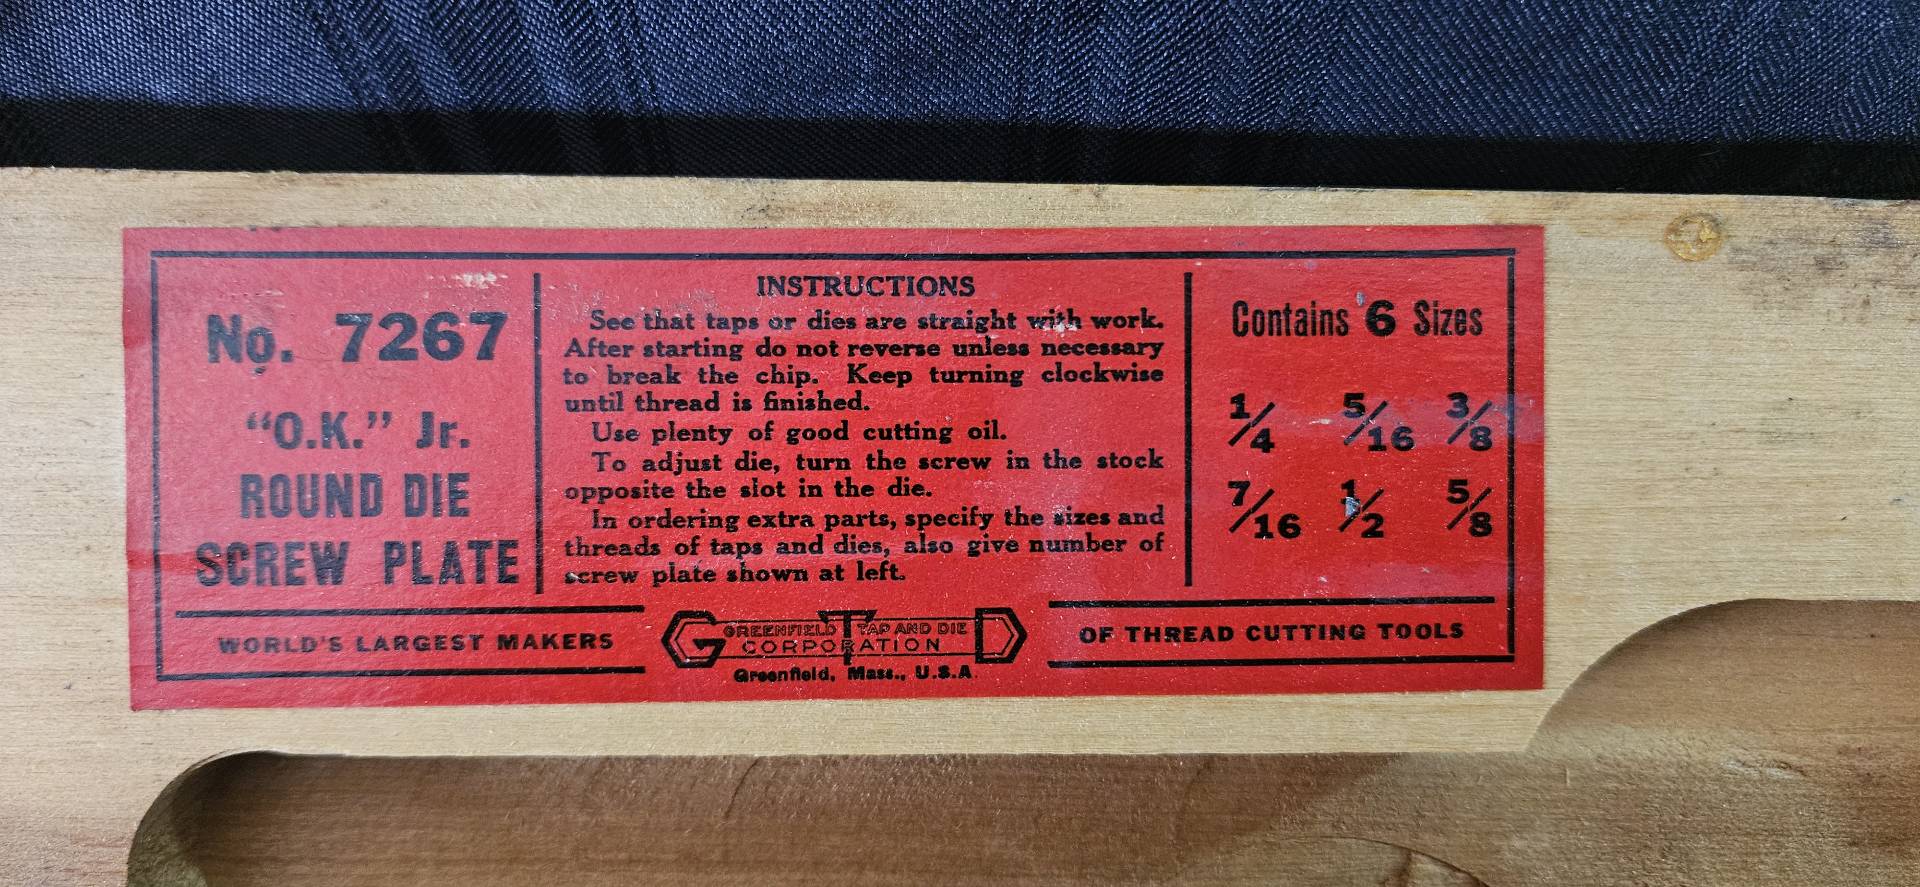 No. 7267
"O.K." Jr.
ROUND DIE
SCREW PLATE
INSTRUCTIONS
See that taps or dies are straight with work.
After starting do not reverse unless necessary
to break the chip. Keep turning clockwise
until thread is finished.
Use plenty of good cutting oil.
To adjust die, turn the screw in the stock
opposite the slot in the die.
In ordering extra parts, specify the sizes and
threads of taps and dies, also give number of
screw plate shown at left.
Contains 6 Sizes
1/4 5/16 3/8
7/16 1/2 5/8
WORLD'S LARGEST MAKERS
GTD
GREENFIELD TAP AND DIE
CORPORATION
Greenfield, Mass., U.S.A.
OF THREAD CUTTING TOOLS